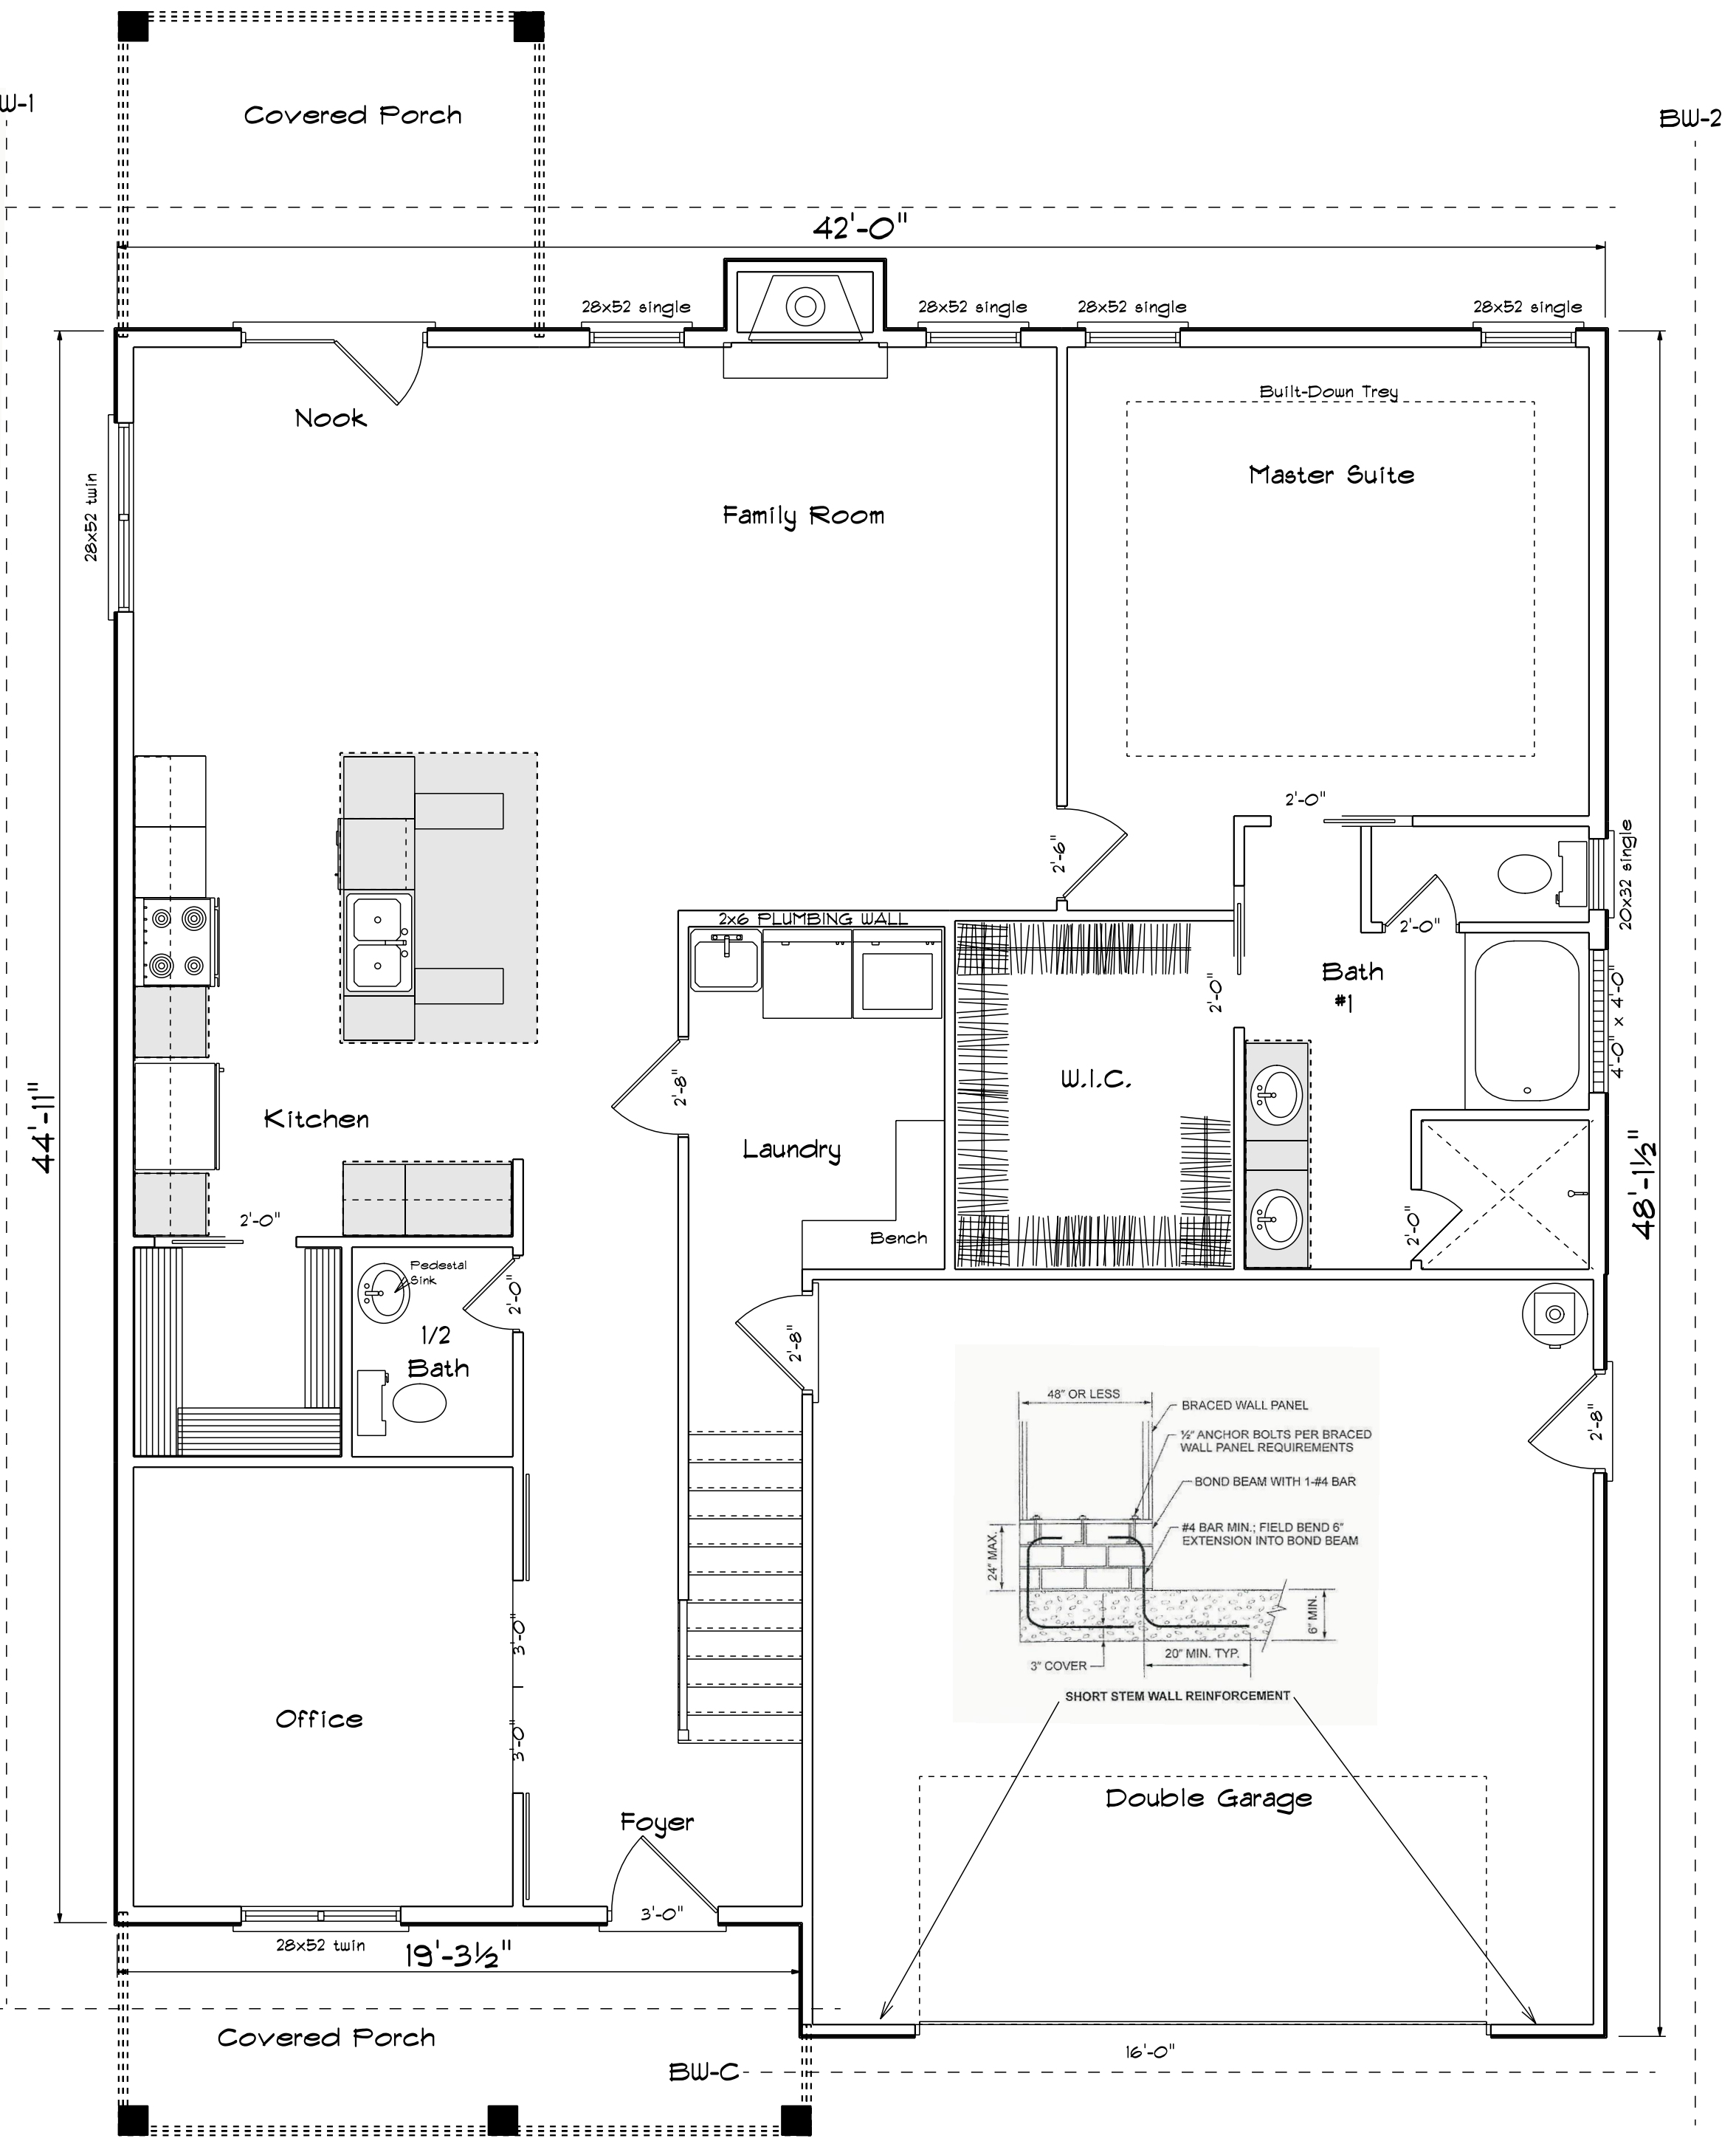 W-1
Covered Porch
BW-2
42'-0"
28x52 single
28x52 single
28x52 single
28x52 single
Built-Down Trey
Nook
Master Suite
28x52 twin
Family Room
2'-0"
2'-6"
20x32 single
2x6 PLUMBING WALL
2'-0"
Bath
#1
2'-0"
4'-0" x 4'-0"
44'-11"
Kitchen
2'-8"
W.I.C.
Laundry
48'-1½"
2'-0"
2'-0"
Bench
Pedestal
Sink
2'-0"
1/2
Bath
2'-8"
2'-8"
48" OR LESS
BRACED WALL PANEL
½" ANCHOR BOLTS PER BRACED
WALL PANEL REQUIREMENTS
BOND BEAM WITH 1-#4 BAR
#4 BAR MIN.; FIELD BEND 6"
EXTENSION INTO BOND BEAM
24" MAX.
6" MIN.
20" MIN. TYP.
3" COVER
SHORT STEM WALL REINFORCEMENT
3'-0"
Office
3'-0"
Double Garage
Foyer
3'-0"
28x52 twin
19'-3½"
Covered Porch
16'-0"
BW-C